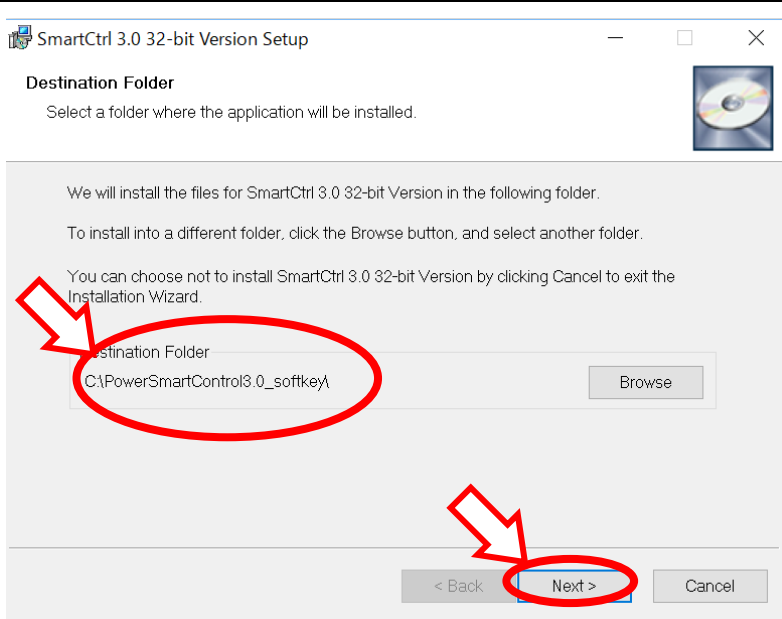 SmartCtrl 3.0 32-bit Version Setup
Destination Folder
Select a folder where the application will be installed.
We will install the files for SmartCtrl 3.0 32-bit Version in the following folder.
To install into a different folder, click the Browse button, and select another folder.
You can choose not to install SmartCtrl 3.0 32-bit Version by clicking Cancel to exit the
Installation Wizard.
Destination Folder
C:\PowerSmartControl3.0_softkey\
Browse
< Back
Next >
Cancel